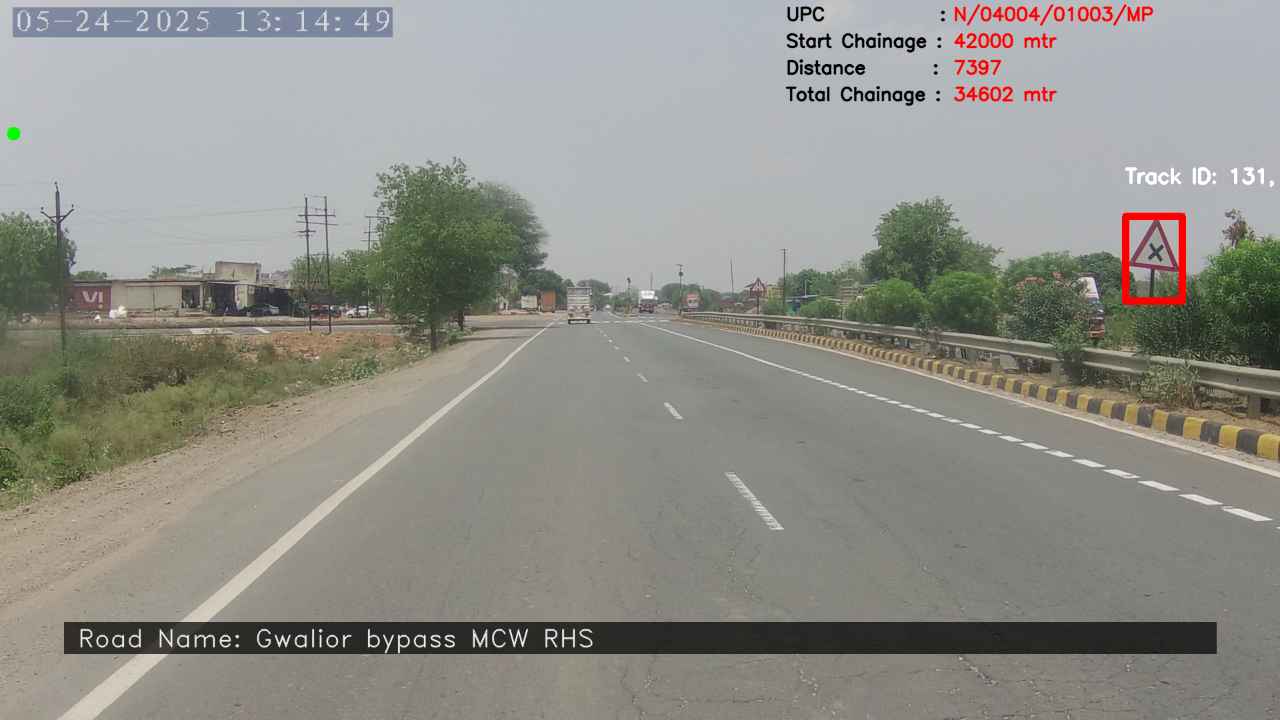 05-24-2025 13:14:49
UPC : N/04004/01003/MP
Start Chainage : 42000 mtr
Distance : 7397
Total Chainage : 34602 mtr
Track ID: 131,
VI
Road Name: Gwalior bypass MCW RHS